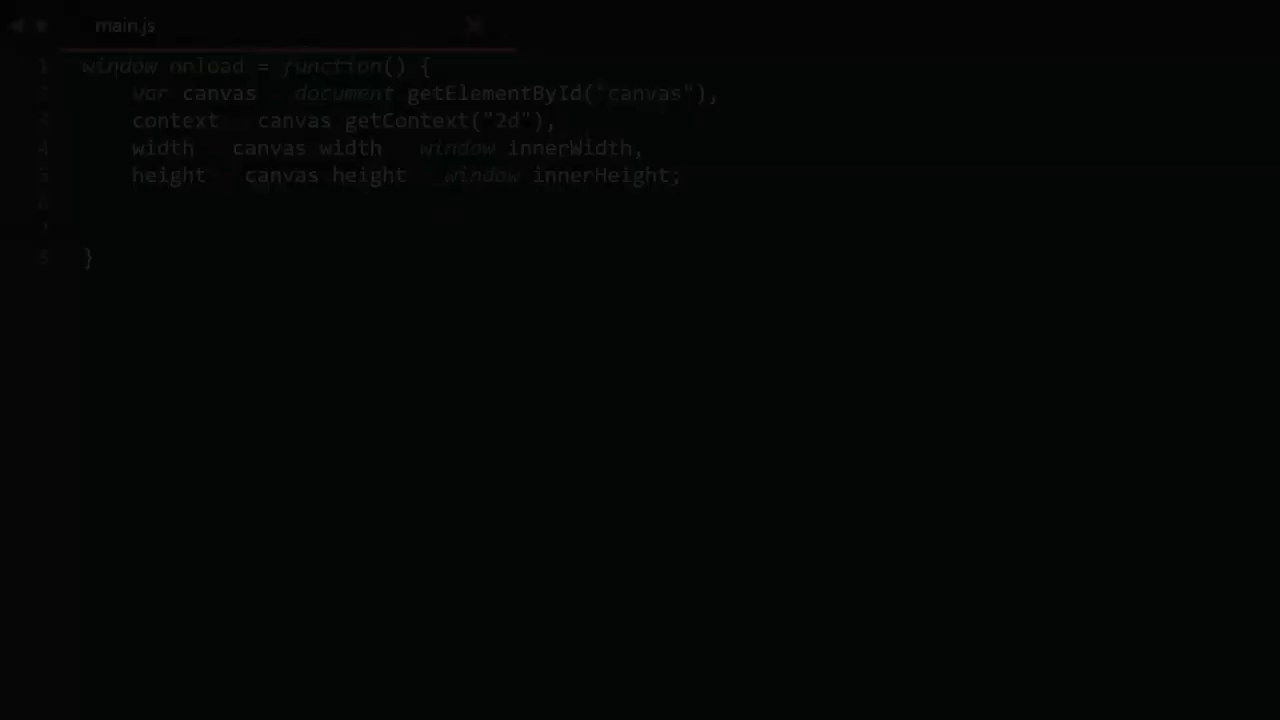 main.js
1 window onload = function() {
2 var canvas document getElementById("canvas"),
3 context canvas getContext("2d"),
4 width canvas width window innerWidth,
5 height canvas height window innerHeight;
6
7
8 }